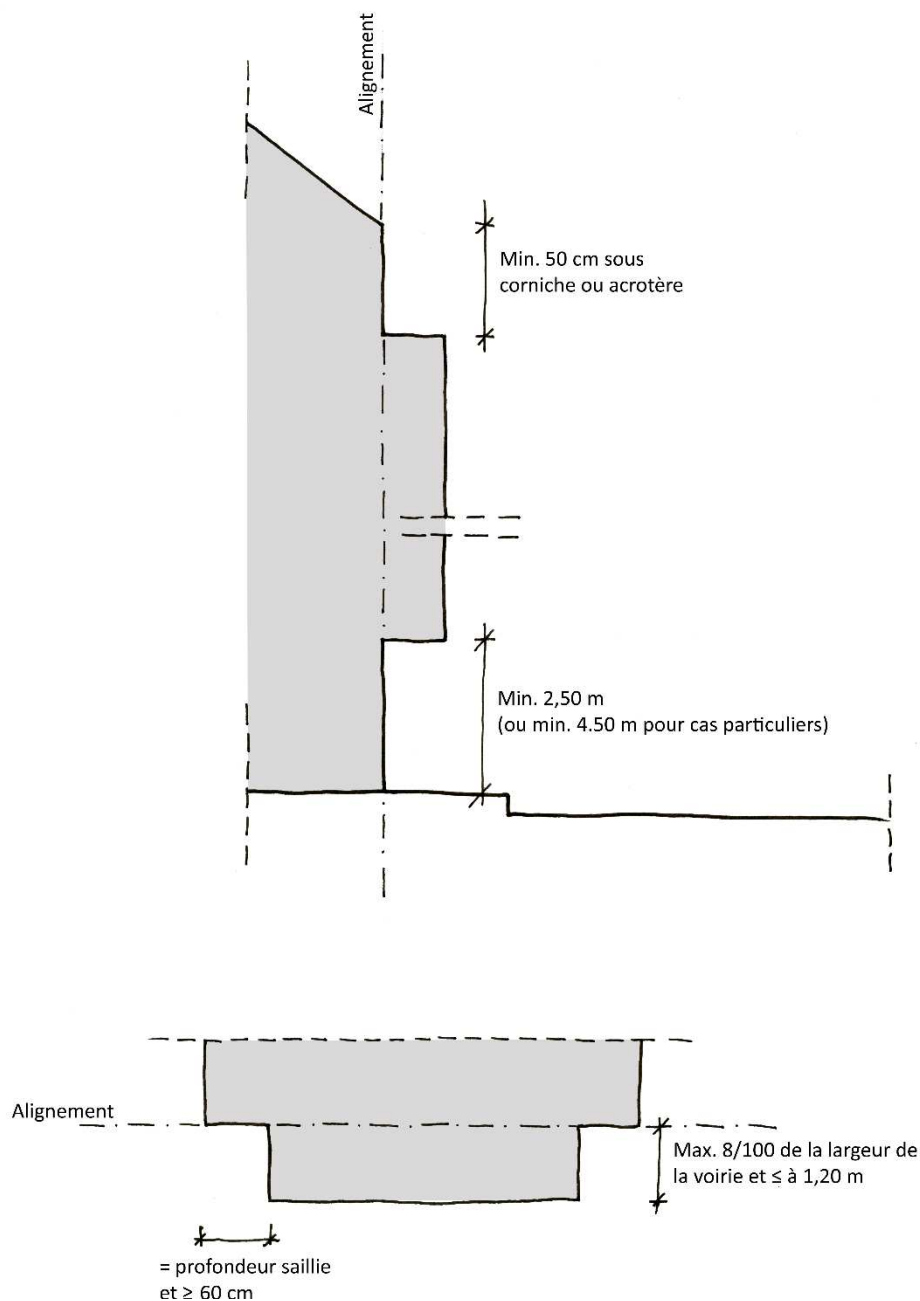 Alignement
Min. 50 cm sous
corniche ou acrotère
Min. 2,50 m
(ou min. 4.50 m pour cas particuliers)
Alignement
Max. 8/100 de la largeur de
la voirie et ≤ à 1,20 m
= profondeur saillie
et ≥ 60 cm